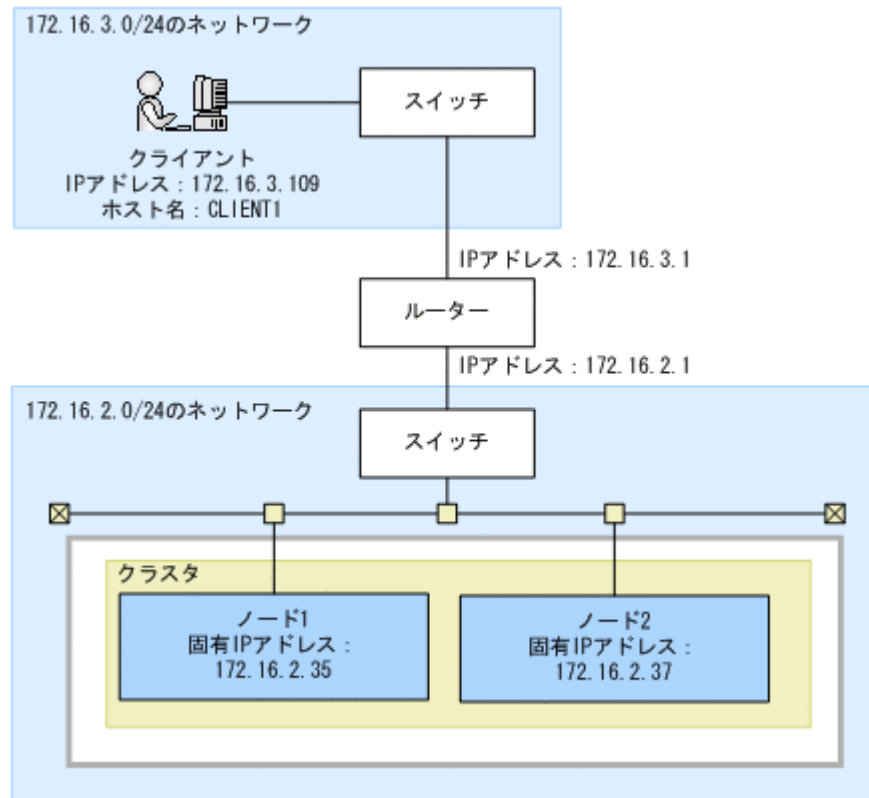 172.16.3.0/24のネットワーク
スイッチ
クライアント
IPアドレス：172.16.3.109
ホスト名：CLIENT1
IPアドレス：172.16.3.1
ルーター
IPアドレス：172.16.2.1
172.16.2.0/24のネットワーク
スイッチ
クラスタ
ノード1
固有IPアドレス：
172.16.2.35
ノード2
固有IPアドレス：
172.16.2.37